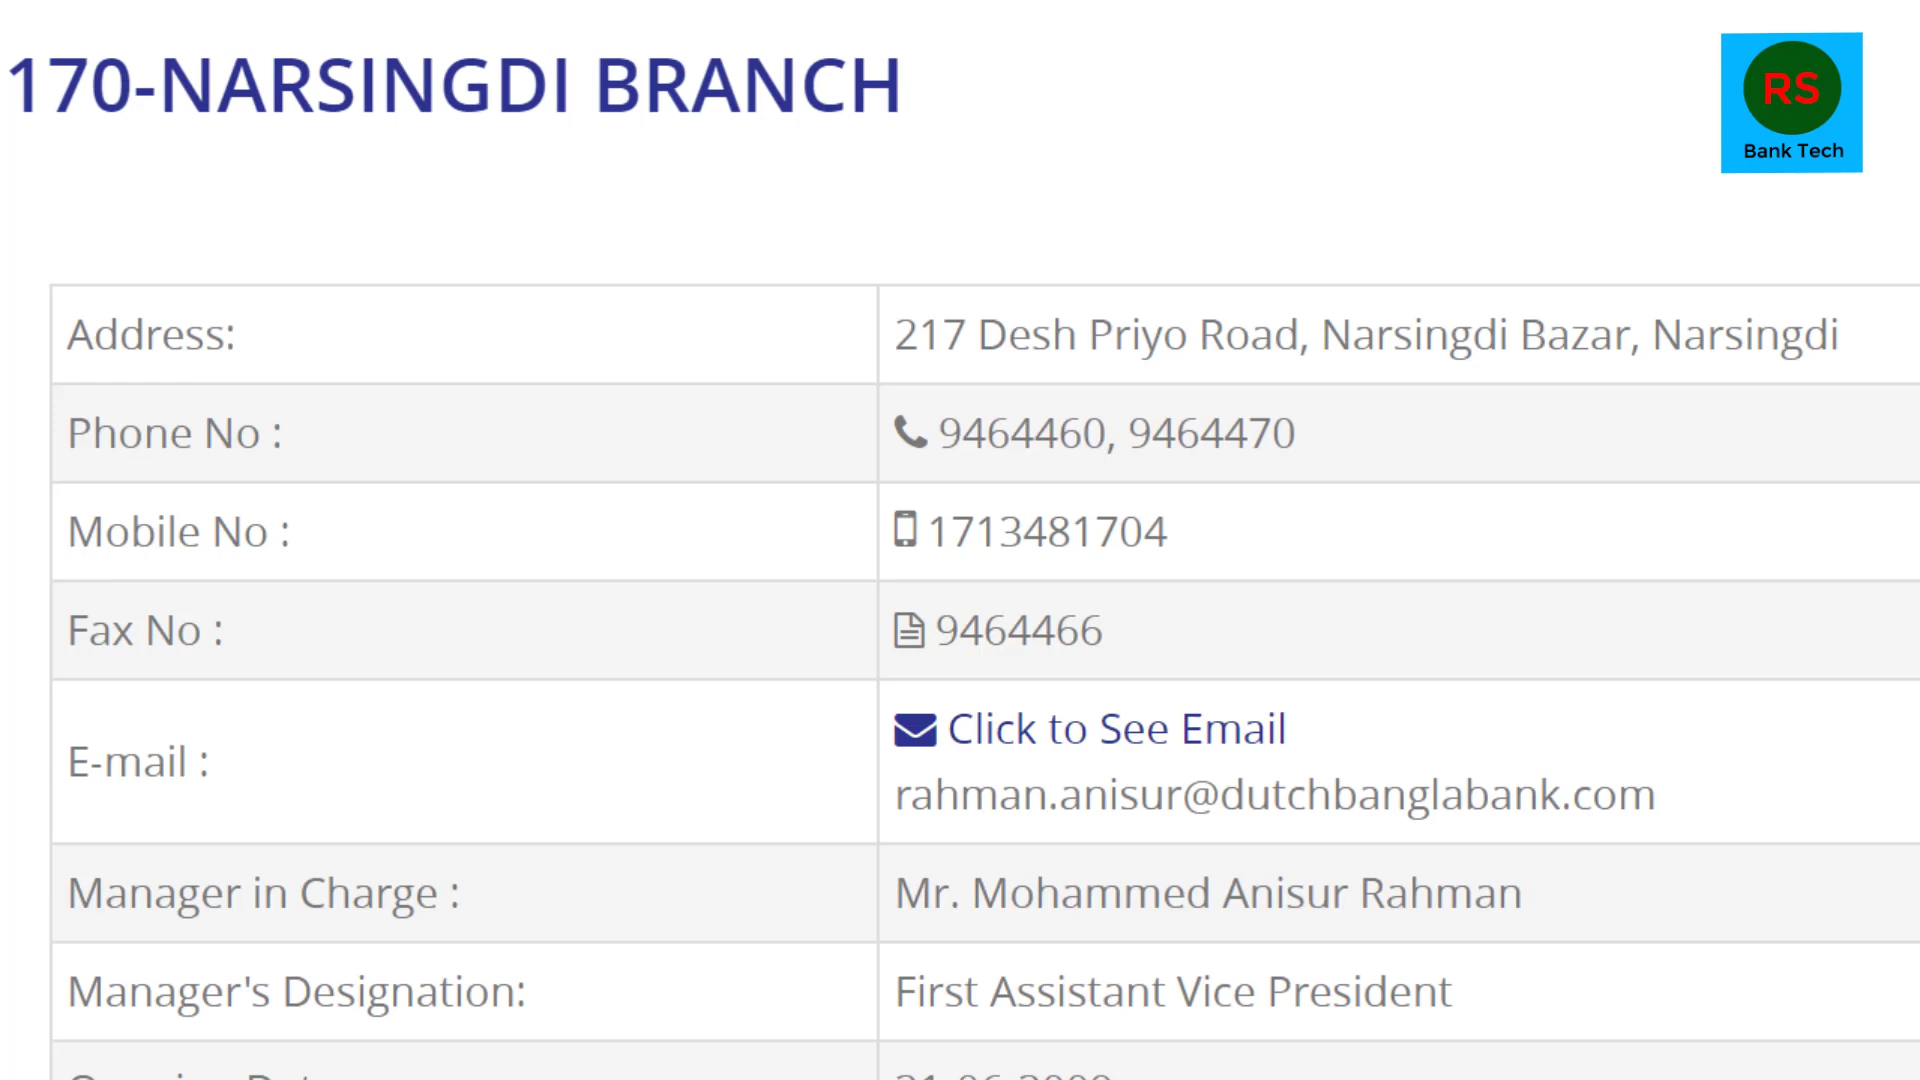 170-NARSINGDI BRANCH
RS
Bank Tech
Address:
217 Desh Priyo Road, Narsingdi Bazar, Narsingdi
Phone No :
9464460, 9464470
Mobile No :
1713481704
Fax No :
9464466
E-mail :
Click to See Email
rahman.anisur@dutchbanglabank.com
Manager in Charge :
Mr. Mohammed Anisur Rahman
Manager's Designation:
First Assistant Vice President